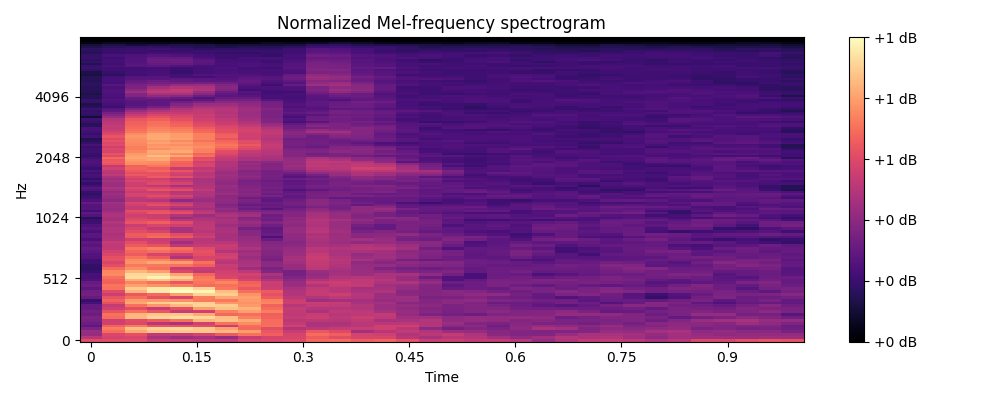 Normalized Mel-frequency spectrogram
Hz
4096
2048
1024
512
0
0 0.15 0.3 0.45 0.6 0.75 0.9
Time
+1 dB
+1 dB
+1 dB
+0 dB
+0 dB
+0 dB